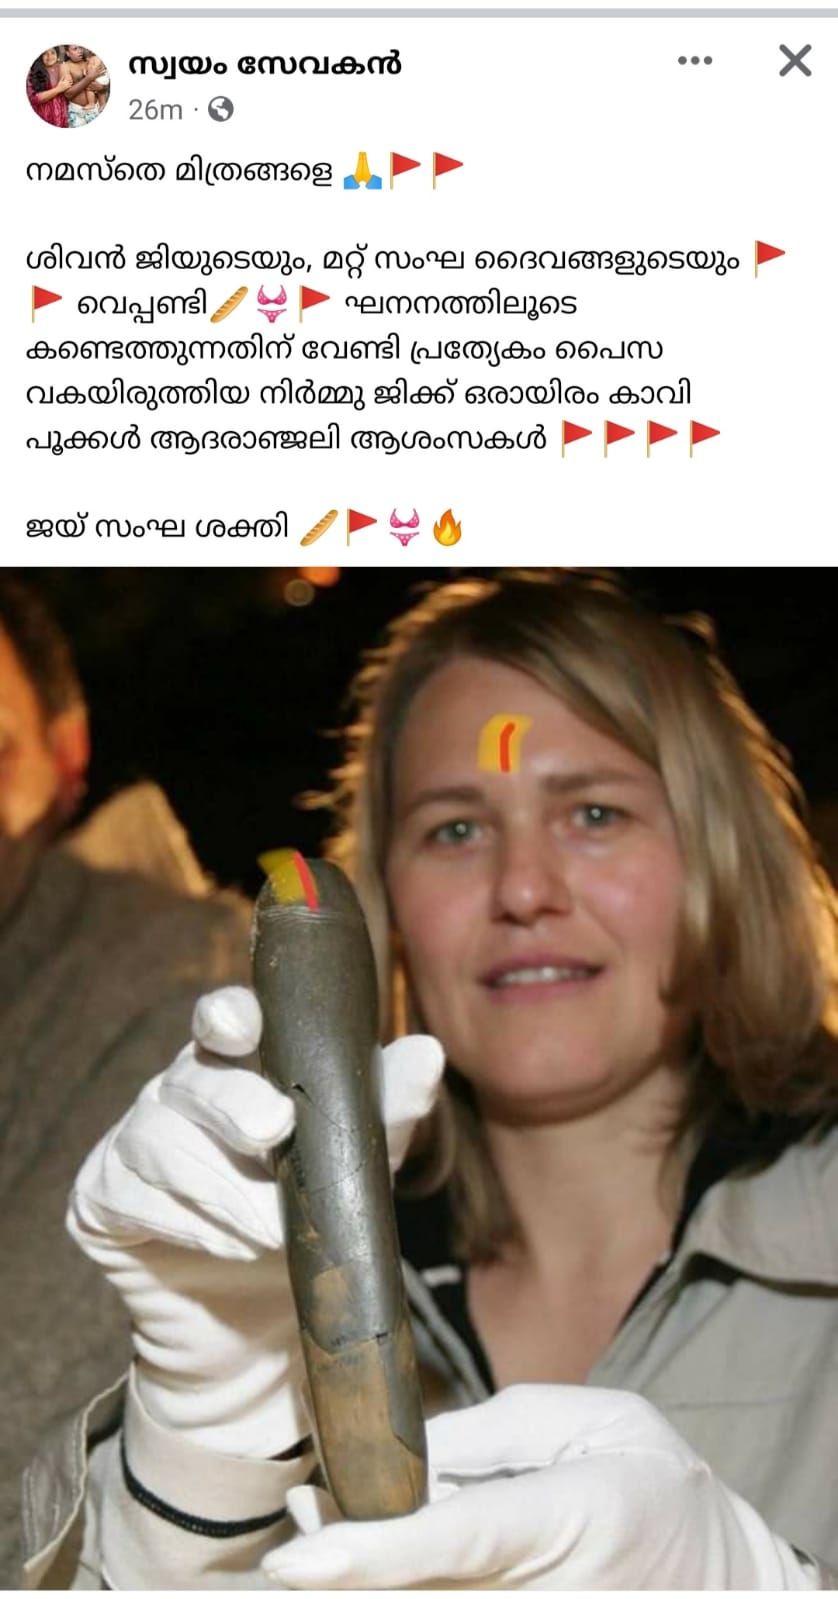 സ്വയം സേവകൻ
26m
നമസ്തെ മിത്രങ്ങളെ 🙏🚩🚩
ശിവൻ ജിയുടെയും, മറ്റ് സംഘ ദൈവങ്ങളുടെയും 🚩
🚩 വെപ്പണ്ടി🥖👙🚩 ഘനനത്തിലൂടെ
കണ്ടെത്തുന്നതിന് വേണ്ടി പ്രത്യേകം പൈസ
വകയിരുത്തിയ നിർമ്മു ജിക്ക് ഒരായിരം കാവി
പൂക്കൾ ആദരാഞ്ജലി ആശംസകൾ 🚩🚩🚩🚩
ജയ് സംഘ ശക്തി 🥖🚩👙🔥